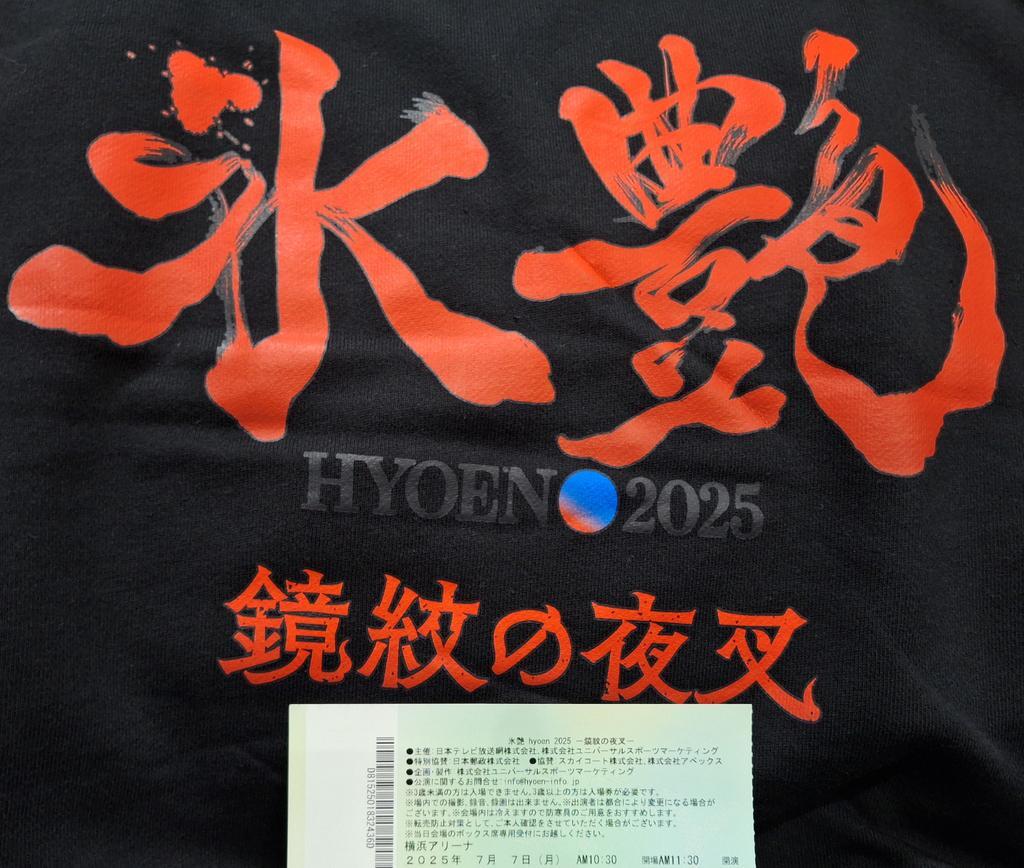 氷艶
HYOEN 2025
鏡紋の夜叉
氷艶 hyoen 2025 ー鏡紋の夜叉ー
●主催:日本テレビ放送網株式会社、株式会社ユニバーサルスポーツマーケティング
●特別協賛:日本郵政株式会社 ●協賛 スカイコート株式会社、株式会社アベックス
●企画・製作 株式会社ユニバーサルスポーツマーケティング
●公演に関するお問合せ:info@hyoen-info.jp
※3歳未満の方は入場できません。3歳以上の方は入場券が必要です。
※場内での撮影、録音、録画は出来ません。※出演者は都合により変更になる場合が
ございます。※会場内は冷えますので防寒具のご用意をおすすめします。
※転売防止対策として、ご本人確認をさせていただく場合がございます。
※当日会場のボックス席専用受付にお越しください。
横浜アリーナ
2025年 7月 7日(月) AM10:30 開場AM11:30 開演
081525018324360